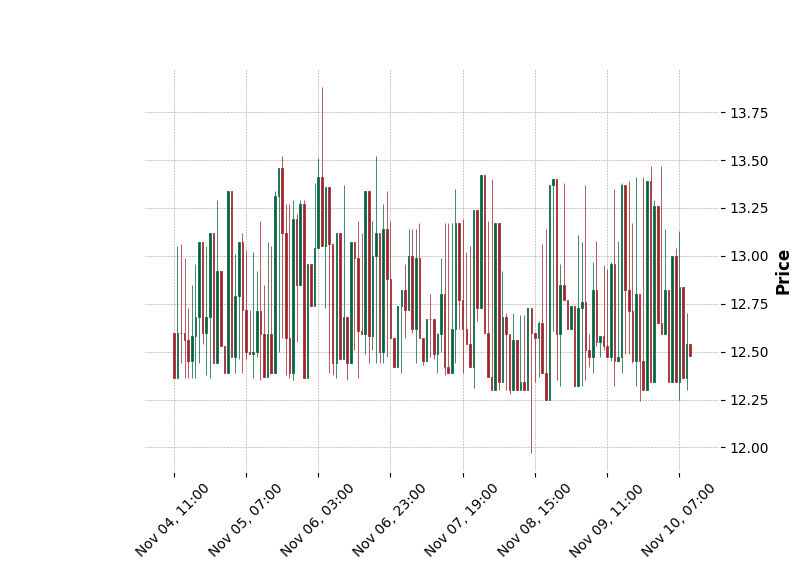 13.75
13.50
13.25
13.00
12.75
12.50
12.25
12.00
Price
Nov 04, 11:00
Nov 05, 07:00
Nov 06, 03:00
Nov 06, 23:00
Nov 07, 19:00
Nov 08, 15:00
Nov 09, 11:00
Nov 10, 07:00